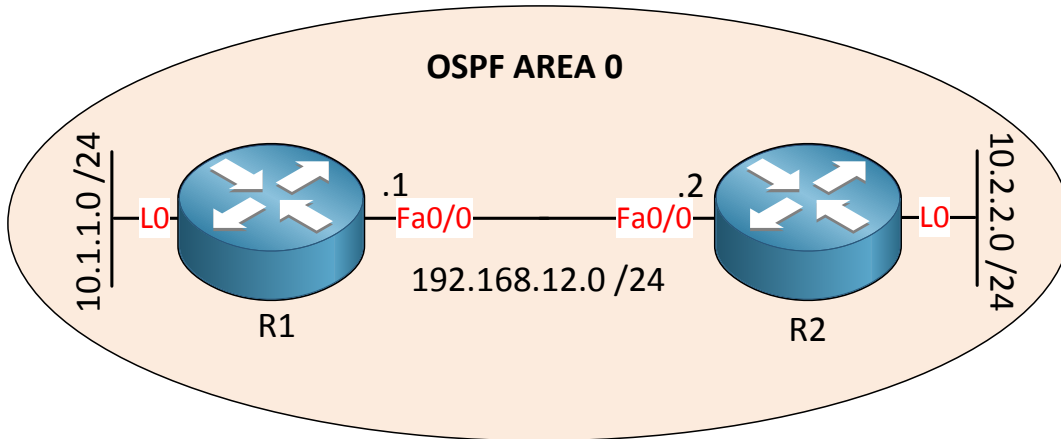 OSPF AREA 0
10.1.1.0 /24
L0
.1
Fa0/0
192.168.12.0 /24
.2
Fa0/0
L0
10.2.2.0 /24
R1
R2